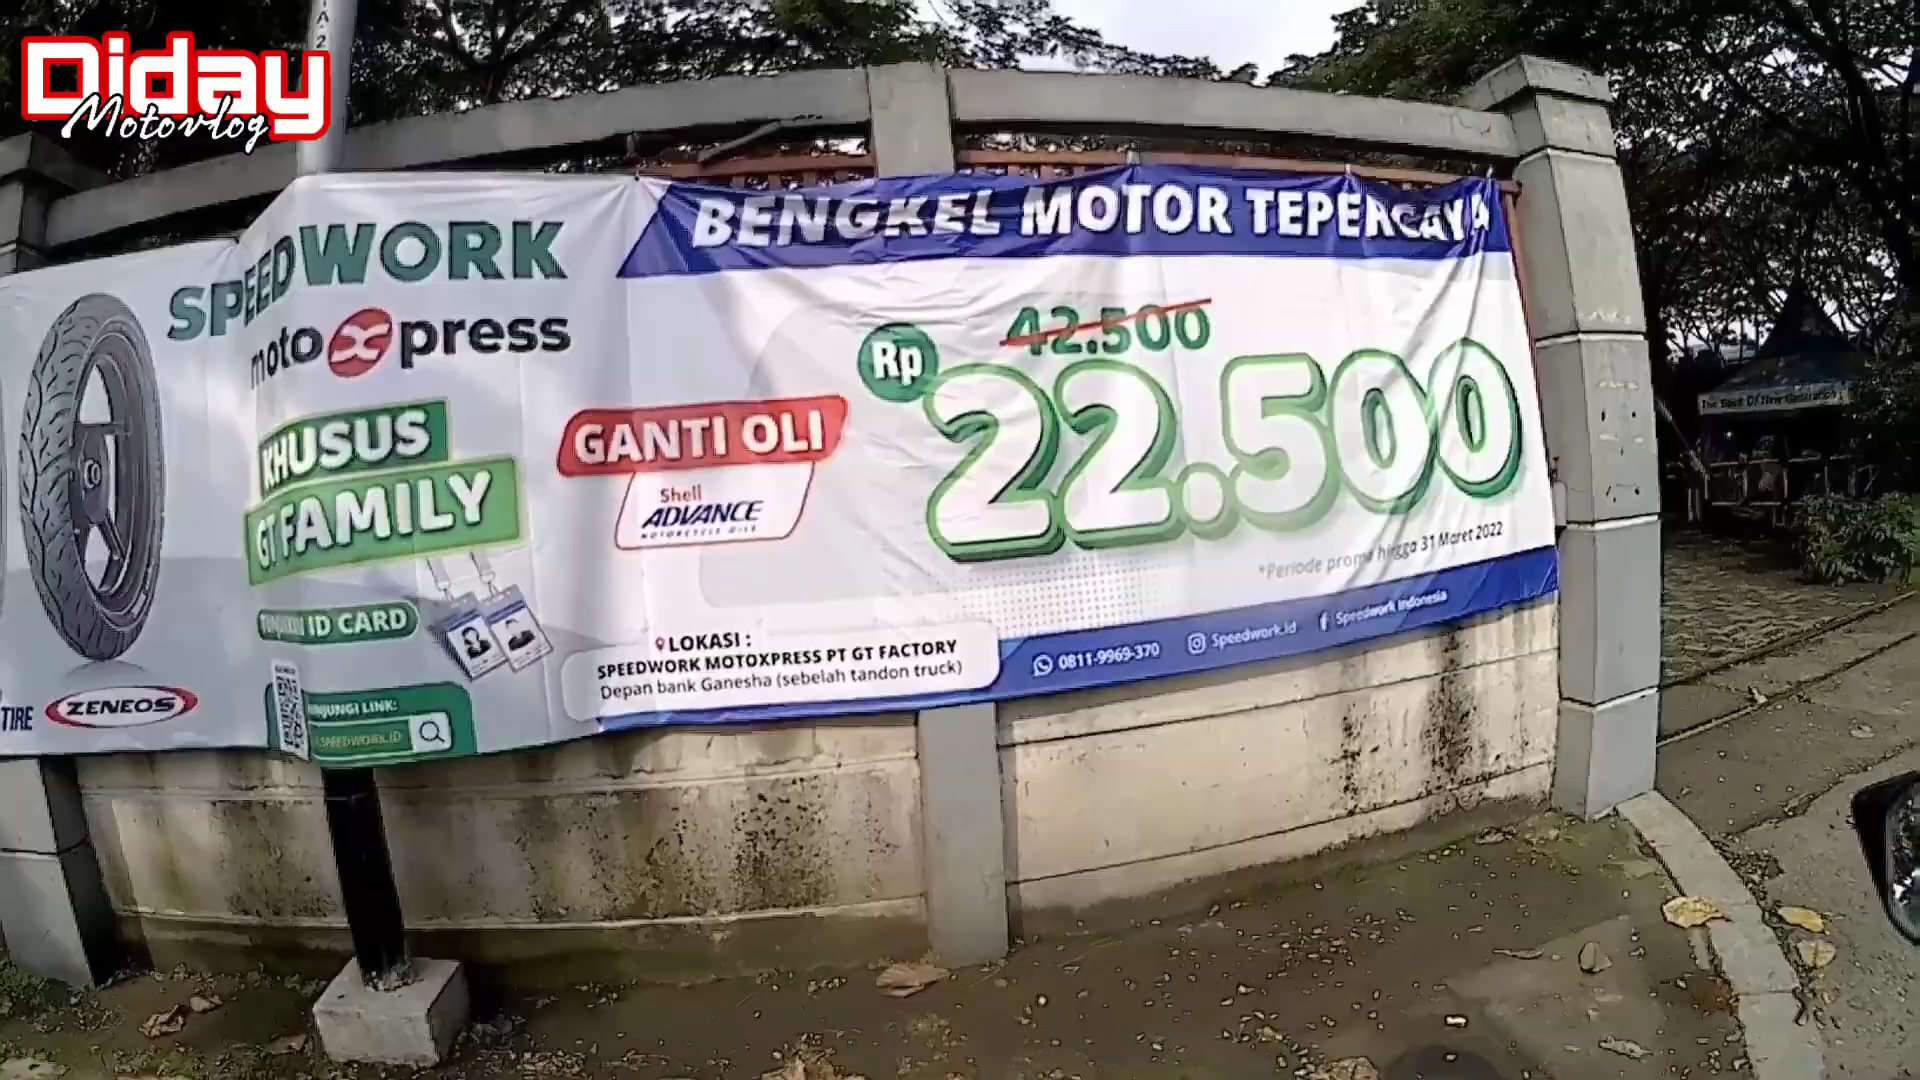 Diday
Motovlog
SPEEDWORK
motoxpress
KHUSUS
GT FAMILY
ID CARD
LINK:
SPEEDWORK.ID
TIRE
ZENEOS
BENGKEL MOTOR TEPERCAYA
GANTI OLI
Shell
ADVANCE
MOTORCYCLE OILS
Rp
42.500
22.500
*Periode promo hingga 31 Maret 2022
LOKASI :
SPEEDWORK MOTOXPRESS PT GT FACTORY
Depan bank Ganesha (sebelah tandon truck)
0811-9969-370
Speedwork.id
Speedwork Indonesia